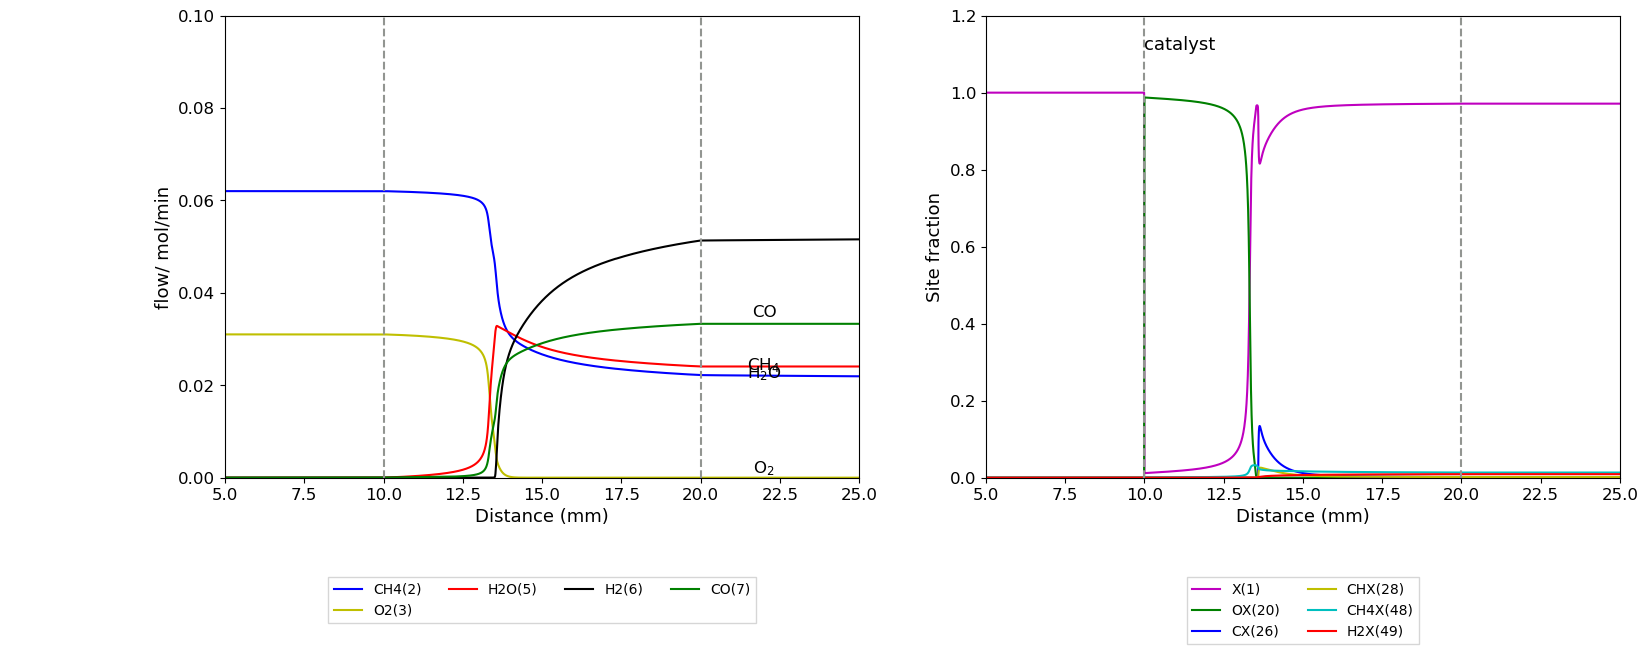 0.10
0.08
0.06
0.04
0.02
0.00
flow/ mol/min
CO
CH₄
H₂O
O₂
5.0 7.5 10.0 12.5 15.0 17.5 20.0 22.5 25.0
Distance (mm)
CH4(2) H2O(5) H2(6) CO(7)
O2(3)
1.2
1.0
0.8
0.6
0.4
0.2
0.0
Site fraction
catalyst
5.0 7.5 10.0 12.5 15.0 17.5 20.0 22.5 25.0
Distance (mm)
X(1) CHX(28)
OX(20) CH4X(48)
CX(26) H2X(49)